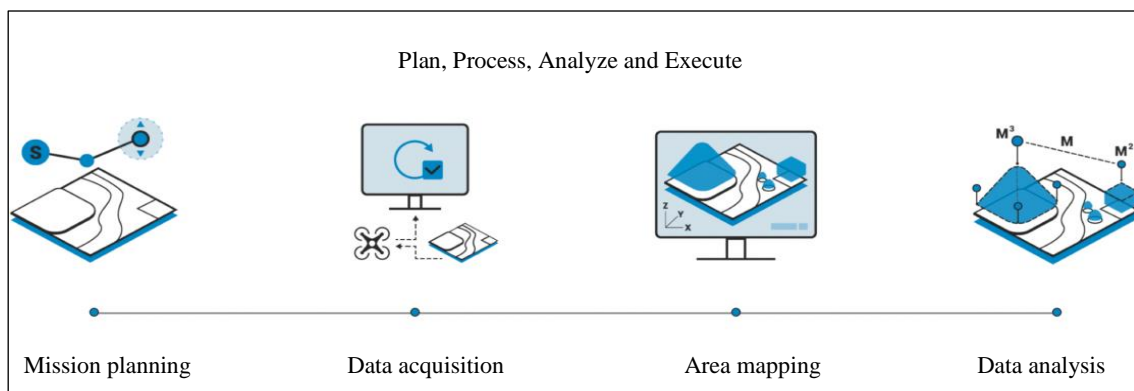 Plan, Process, Analyze and Execute
S
M³
M
M²
Z
Y
X
Mission planning
Data acquisition
Area mapping
Data analysis